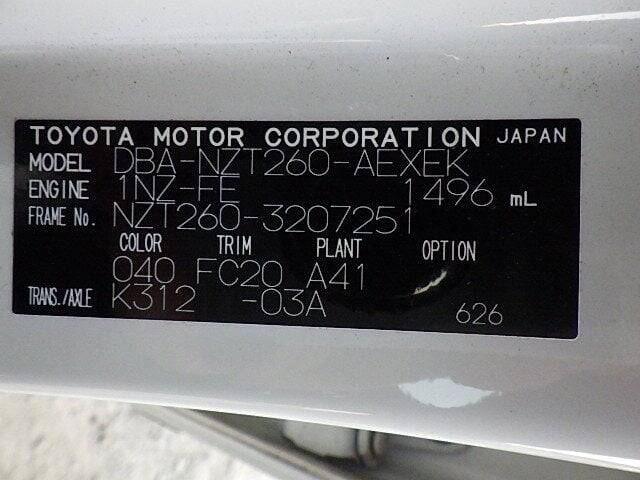 TOYOTA MOTOR CORPORATION JAPAN
MODEL DBA-NZT260-AEXEK
ENGINE 1NZ-FE 1496 mL
FRAME No. NZT260-3207251
COLOR TRIM PLANT OPTION
040 FC20 A41
TRANS./AXLE K312 -03A 626